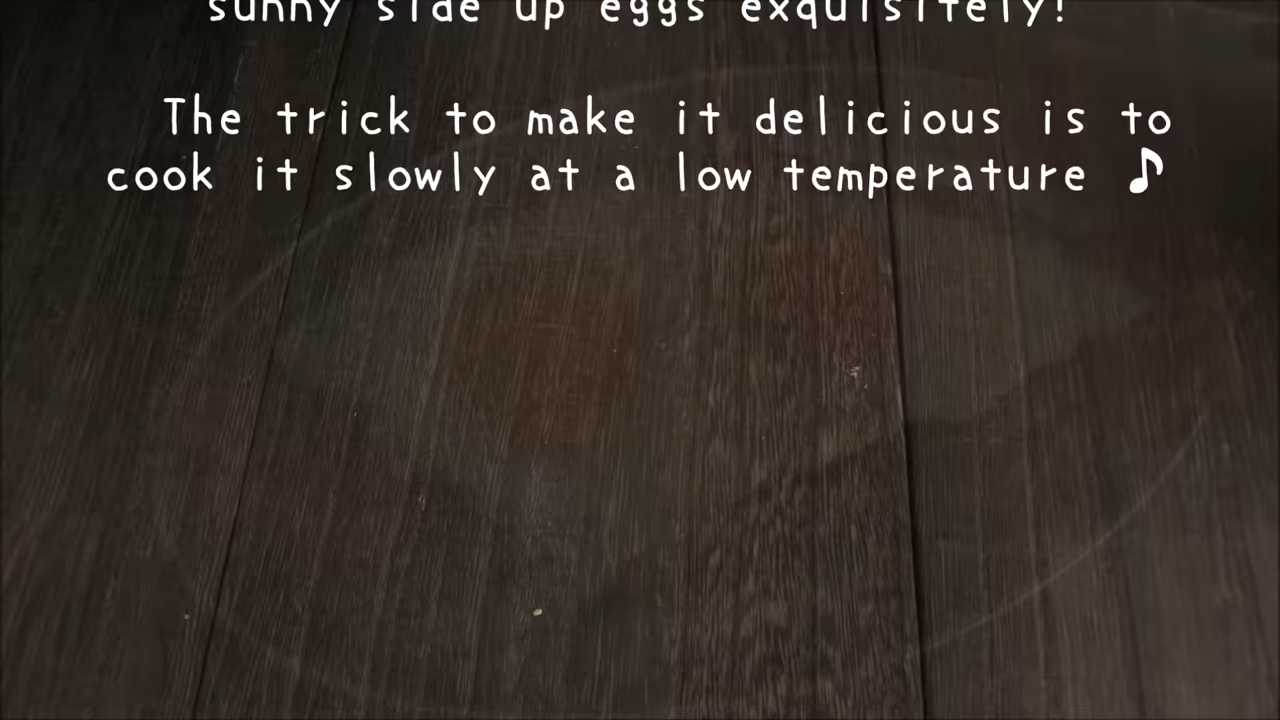 sunny side up eggs exquisitely!
The trick to make it delicious is to
cook it slowly at a low temperature ♪